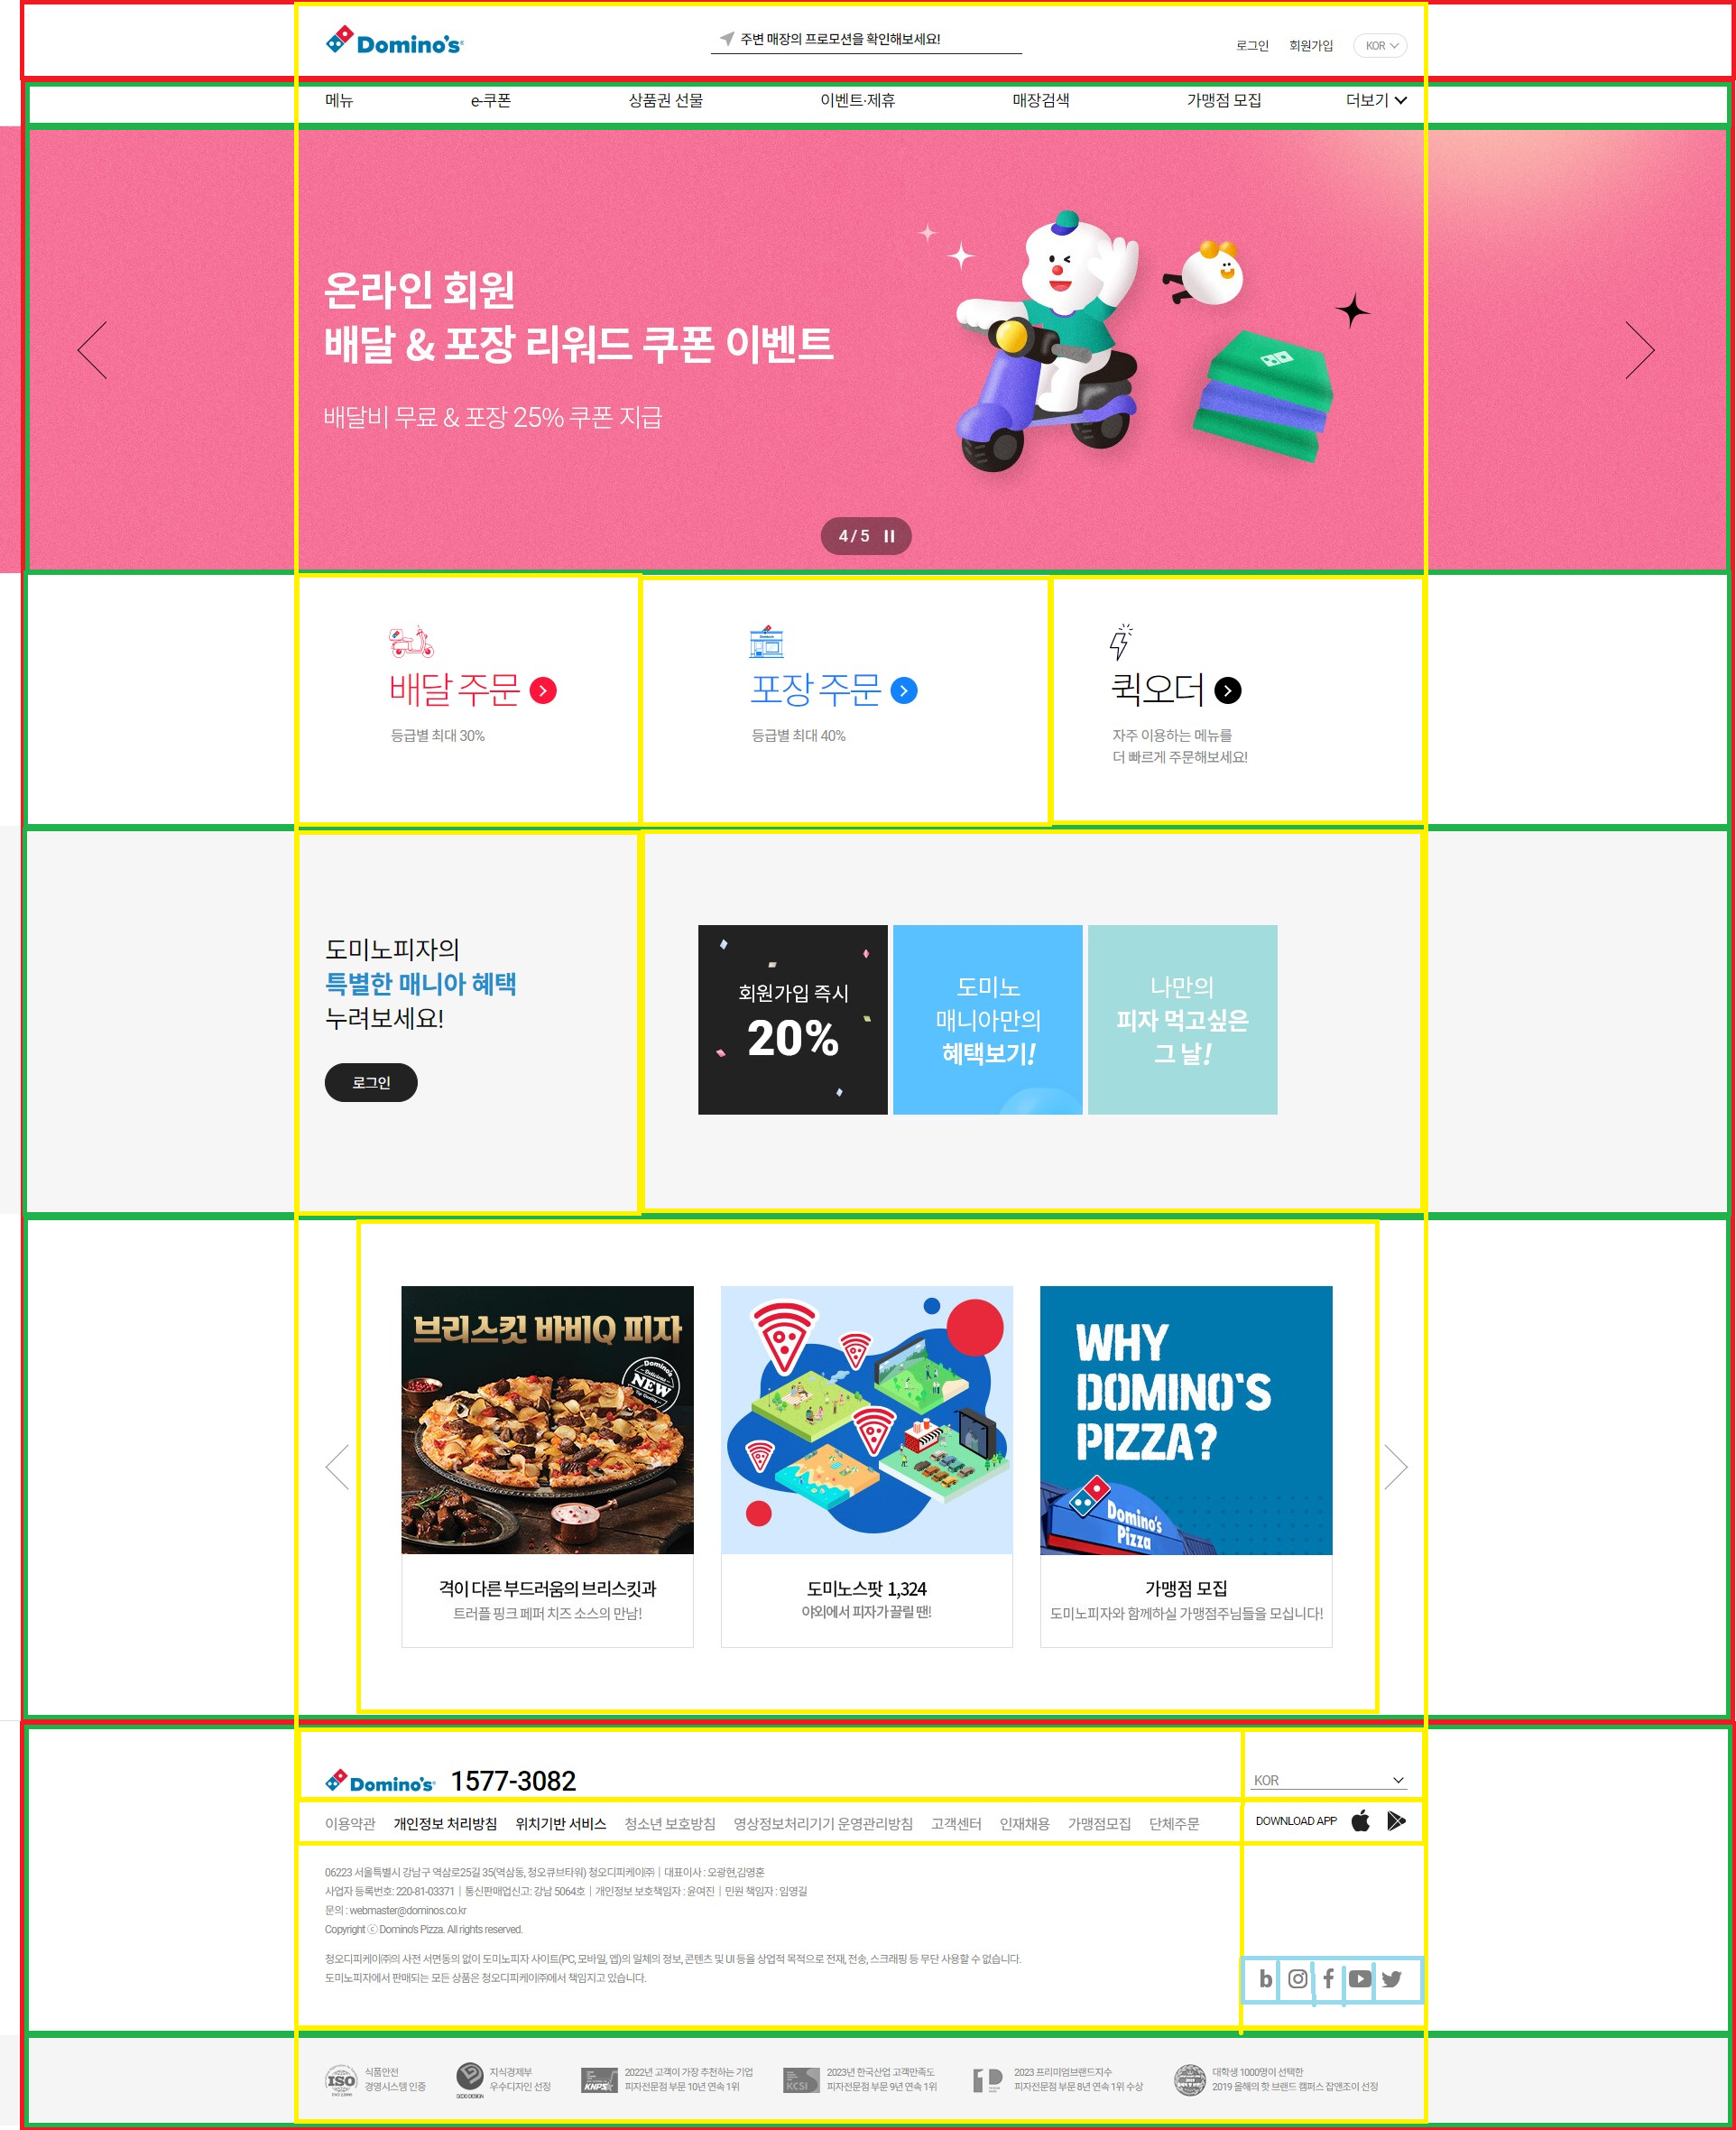 Domino's
주변 매장의 프로모션을 확인해보세요!
로그인 회원가입 KOR
메뉴 e-쿠폰 상품권 선물 이벤트·제휴 매장검색 가맹점 모집 더보기
온라인 회원
배달 & 포장 리워드 쿠폰 이벤트
배달비 무료 & 포장 25% 쿠폰 지급
4 / 5
배달 주문
등급별 최대 30%
포장 주문
등급별 최대 40%
퀵오더
자주 이용하는 메뉴를
더 빠르게 주문해보세요!
도미노피자의
특별한 매니아 혜택
누려보세요!
로그인
회원가입 즉시
20%
도미노
매니아만의
혜택보기!
나만의
피자 먹고싶은
그 날!
브리스킷 바비Q 피자
Domino's
NEW
격이 다른 부드러움의 브리스킷과
트러플 핑크 페퍼 치즈 소스의 만남!
도미노스팟 1,324
야외에서 피자가 끌릴 땐!
WHY
DOMINO'S
PIZZA?
Domino's
Pizza
가맹점 모집
도미노피자와 함께하실 가맹점주님들을 모십니다!
Domino's 1577-3082
KOR
이용약관 개인정보 처리방침 위치기반 서비스 청소년 보호방침 영상정보처리기기 운영관리방침 고객센터 인재채용 가맹점모집 단체주문
DOWNLOAD APP
06223 서울특별시 강남구 역삼로25길 35(역삼동, 청오큐브타워) 청오디피케이㈜ | 대표이사 : 오광현,김영훈
사업자 등록번호: 220-81-03371 | 통신판매업신고: 강남 5064호 | 개인정보 보호책임자 : 윤여진 | 민원 책임자 : 임영길
문의 : webmaster@dominos.co.kr
Copyright ⓒ Domino's Pizza. All rights reserved.
청오디피케이㈜의 사전 서면동의 없이 도미노피자 사이트(PC, 모바일, 앱)의 일체의 정보, 콘텐츠 및 UI 등을 상업적 목적으로 전재, 전송, 스크래핑 등 무단 사용할 수 없습니다.
도미노피자에서 판매되는 모든 상품은 청오디피케이㈜에서 책임지고 있습니다.
ISO
식품안전
경영시스템 인증
GOOD DESIGN
지식경제부
우수디자인 선정
KNPS
2022년 고객이 가장 추천하는 기업
피자전문점 부문 10년 연속 1위
KCSI
2023년 한국산업 고객만족도
피자전문점 부문 9년 연속 1위
2023 프리미엄브랜드지수
피자전문점 부문 8년 연속 1위 수상
대학생 1000명이 선택한
2019 올해의 핫 브랜드 캠퍼스 잡앤조이 선정